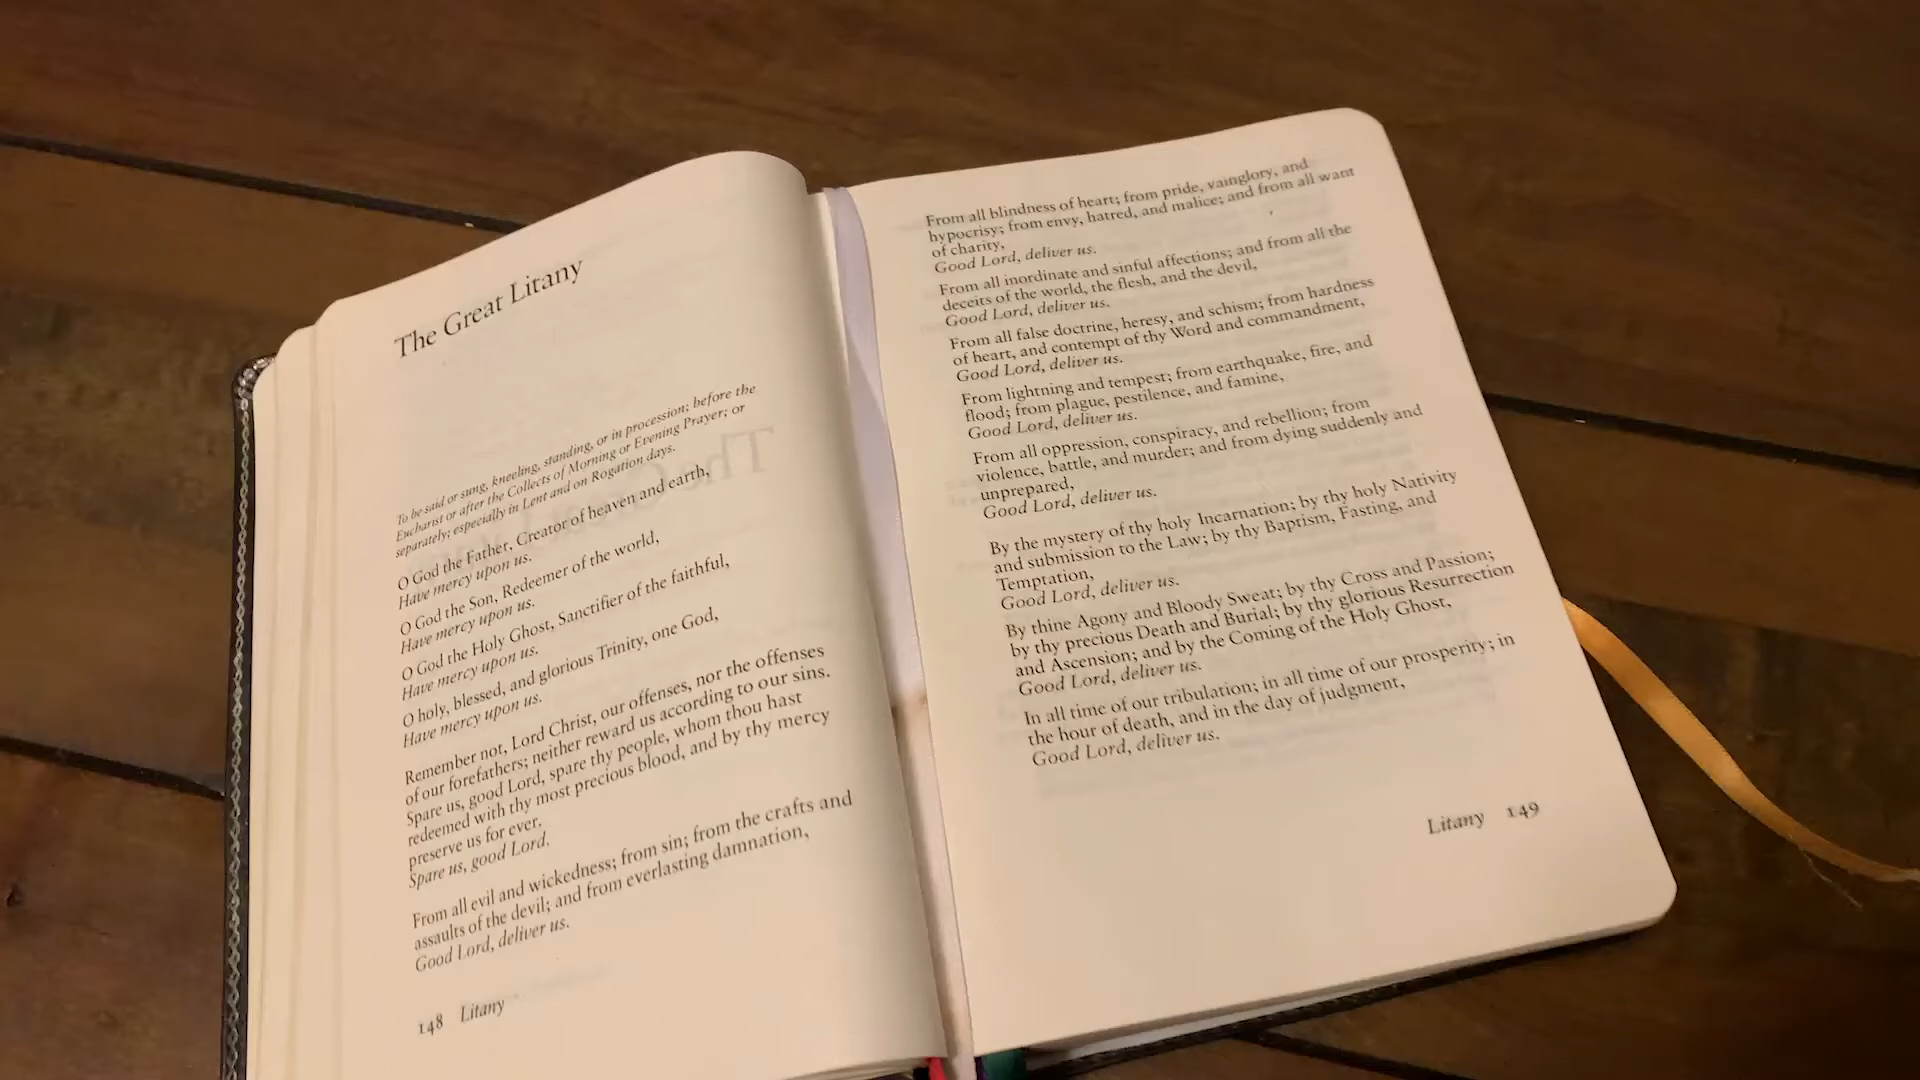 The Great Litany
To be said or sung, kneeling, standing, or in procession; before the
Eucharist or after the Collects of Morning or Evening Prayer; or
separately; especially in Lent and on Rogation days.
O God the Father, Creator of heaven and earth,
Have mercy upon us.
O God the Son, Redeemer of the world,
Have mercy upon us.
O God the Holy Ghost, Sanctifier of the faithful,
Have mercy upon us.
O holy, blessed, and glorious Trinity, one God,
Have mercy upon us.
Remember not, Lord Christ, our offenses, nor the offenses
of our forefathers; neither reward us according to our sins.
Spare us, good Lord, spare thy people, whom thou hast
redeemed with thy most precious blood, and by thy mercy
preserve us for ever.
Spare us, good Lord.
From all evil and wickedness; from sin; from the crafts and
assaults of the devil; and from everlasting damnation,
Good Lord, deliver us.
148 Litany
From all blindness of heart; from pride, vainglory, and
hypocrisy; from envy, hatred, and malice; and from all want
of charity,
Good Lord, deliver us.
From all inordinate and sinful affections; and from all the
deceits of the world, the flesh, and the devil,
Good Lord, deliver us.
From all false doctrine, heresy, and schism; from hardness
of heart, and contempt of thy Word and commandment,
Good Lord, deliver us.
From lightning and tempest; from earthquake, fire, and
flood; from plague, pestilence, and famine,
Good Lord, deliver us.
From all oppression, conspiracy, and rebellion; from
violence, battle, and murder; and from dying suddenly and
unprepared,
Good Lord, deliver us.
By the mystery of thy holy Incarnation; by thy holy Nativity
and submission to the Law; by thy Baptism, Fasting, and
Temptation,
Good Lord, deliver us.
By thine Agony and Bloody Sweat; by thy Cross and Passion;
by thy precious Death and Burial; by thy glorious Resurrection
and Ascension; and by the Coming of the Holy Ghost,
Good Lord, deliver us.
In all time of our tribulation; in all time of our prosperity; in
the hour of death, and in the day of judgment,
Good Lord, deliver us.
Litany 149